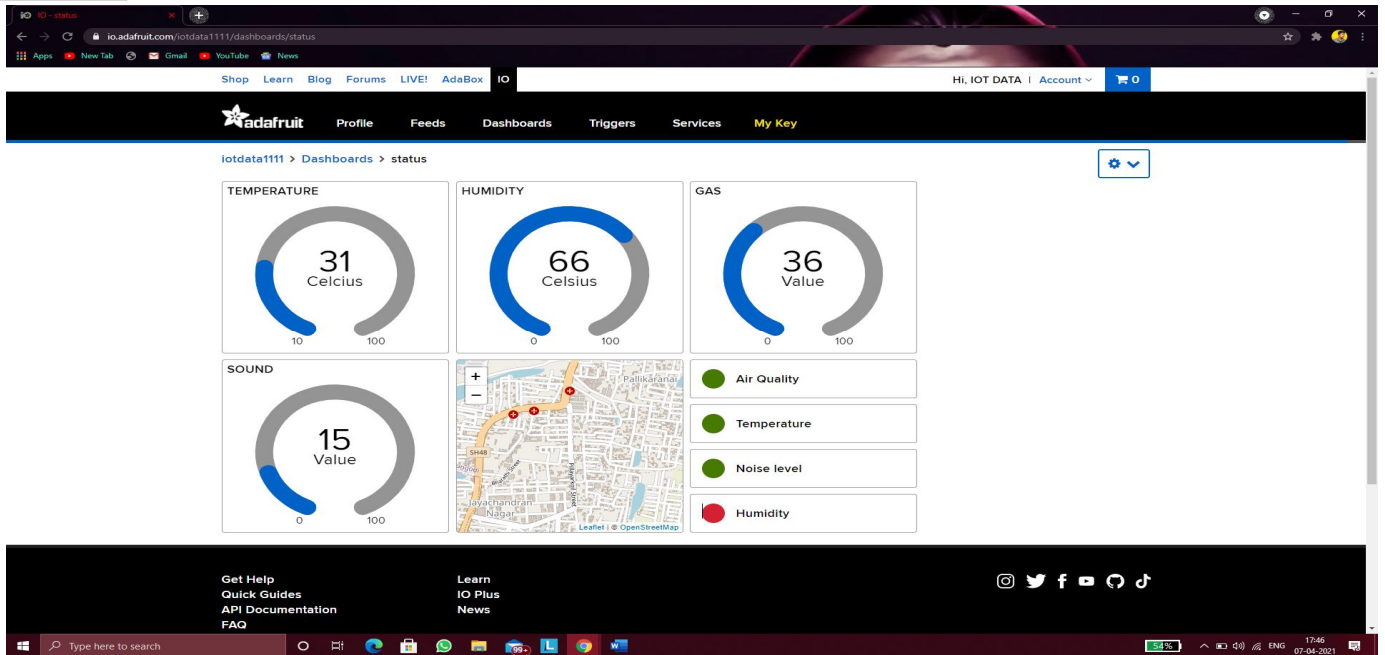 IO - status
io.adafruit.com/iotdata1111/dashboards/status
Apps New Tab Gmail YouTube News
Shop Learn Blog Forums LIVE! AdaBox IO Hi, IOT DATA | Account 0
adafruit Profile Feeds Dashboards Triggers Services My Key
iotdata1111 > Dashboards > status
TEMPERATURE
31
Celcius
10 100
HUMIDITY
66
Celsius
0 100
GAS
36
Value
0 100
SOUND
15
Value
0 100
+
−
Pallikaranai
SH48
Jayachandran
Nagar
Leaflet | © OpenStreetMap
Air Quality
Temperature
Noise level
Humidity
Get Help
Quick Guides
API Documentation
FAQ
Learn
IO Plus
News
Type here to search
99+
54%
ENG
17:46
07-04-2021